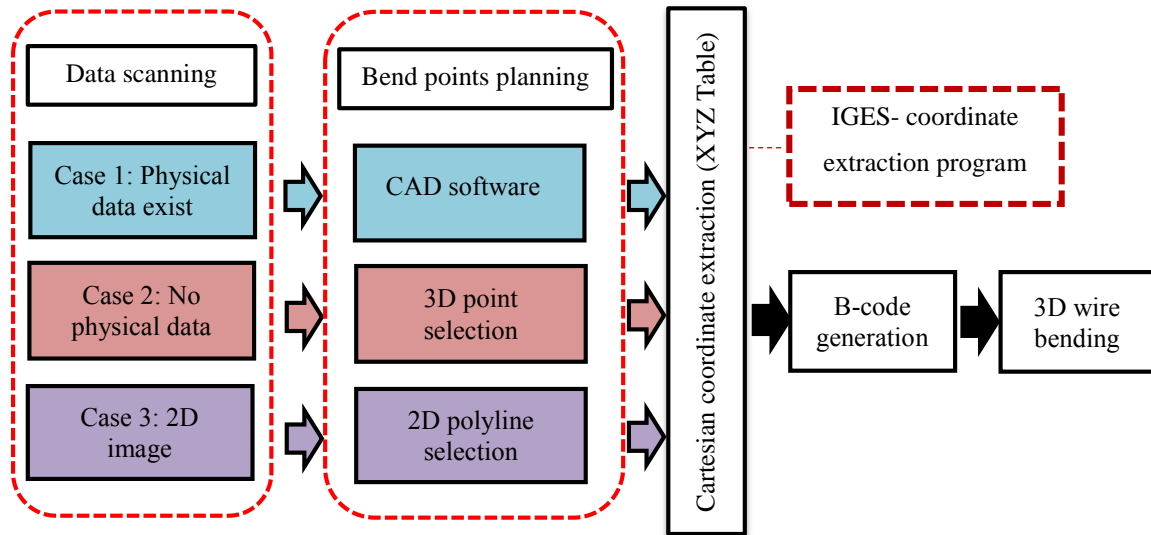 Data scanning
Case 1: Physical
data exist
Case 2: No
physical data
Case 3: 2D
image
Bend points planning
CAD software
3D point
selection
2D polyline
selection
Cartesian coordinate extraction (XYZ Table)
IGES- coordinate
extraction program
B-code
generation
3D wire
bending